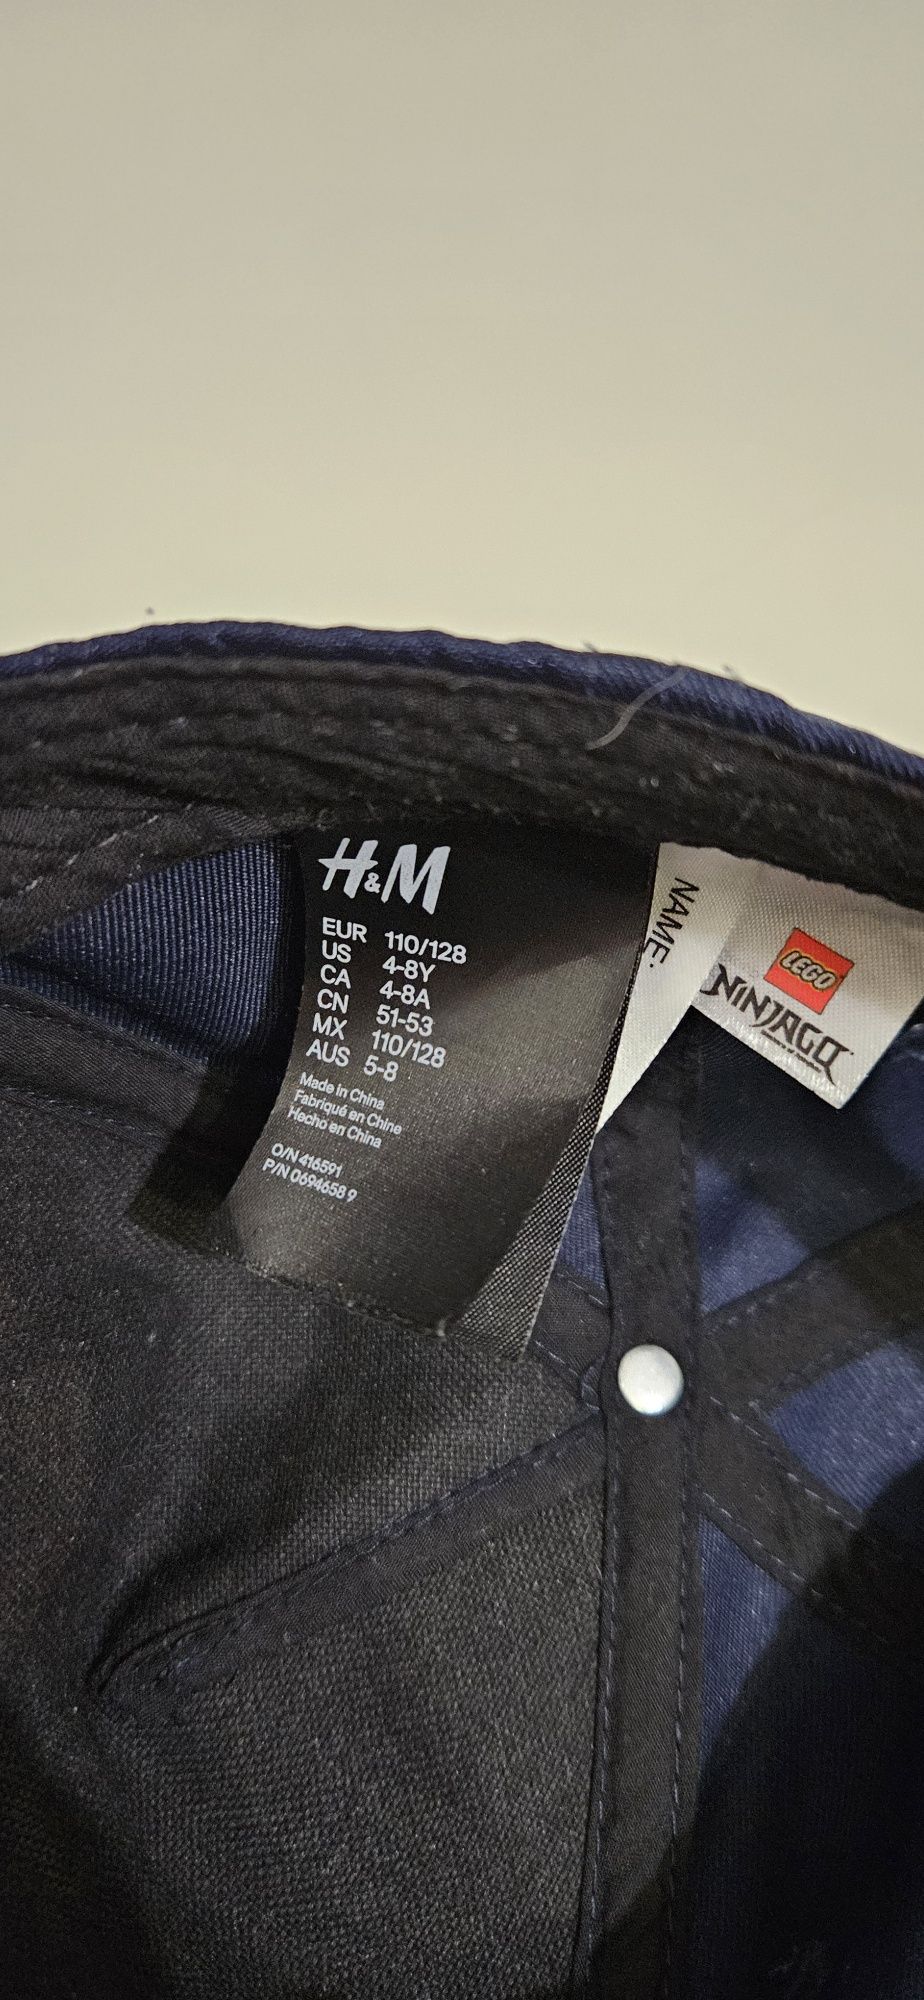 H&M
EUR 110/128
US 4-8Y
CA 4-8A
CN 51-53
MX 110/128
AUS 5-8
Made in China
Fabriqué en Chine
Hecho en China
O/N 416591
P/N 0694658 9
NAME:
LEGO
NINJAGO